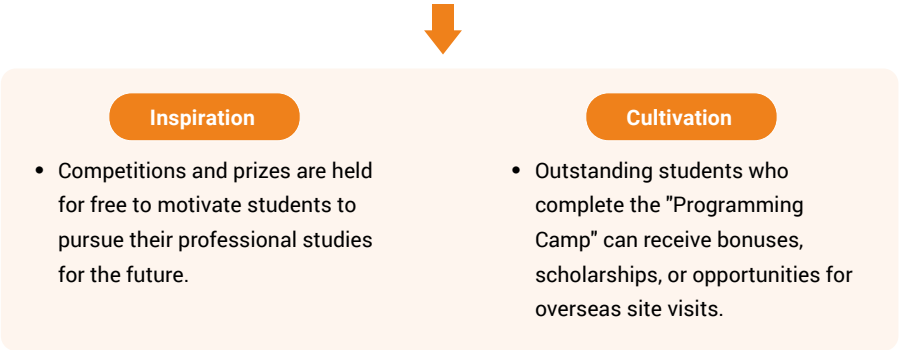 Inspiration
• Competitions and prizes are held
for free to motivate students to
pursue their professional studies
for the future.
Cultivation
• Outstanding students who
complete the "Programming
Camp" can receive bonuses,
scholarships, or opportunities for
overseas site visits.